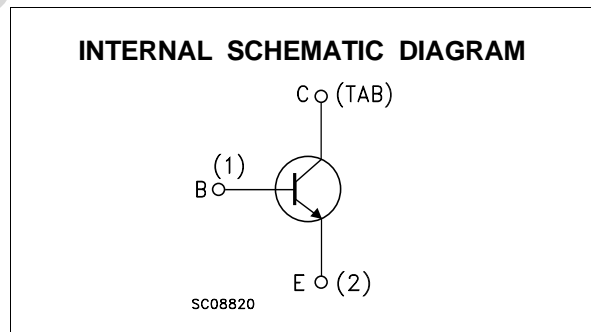 INTERNAL SCHEMATIC DIAGRAM
C (TAB)
(1)
B
E (2)
SC08820